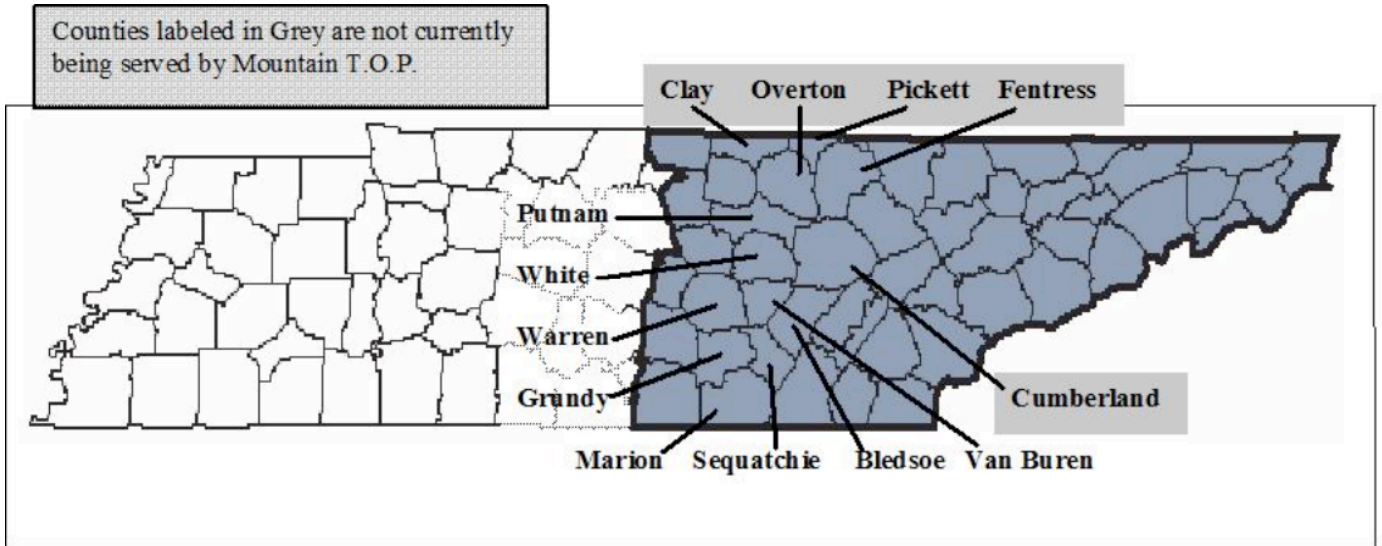 Counties labeled in Grey are not currently
being served by Mountain T.O.P.
Clay Overton Pickett Fentress
Putnam
White
Warren
Grundy
Cumberland
Marion Sequatchie Bledsoe Van Buren